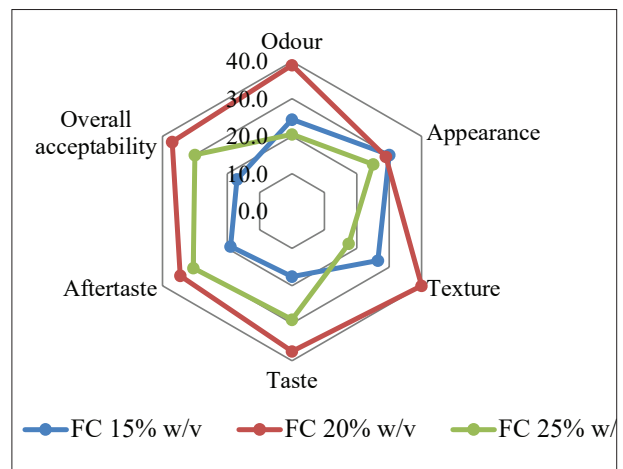 Odour
40.0
30.0
20.0
10.0
0.0
Overall
acceptability
Appearance
Aftertaste
Texture
Taste
FC 15% w/v
FC 20% w/v
FC 25% w/